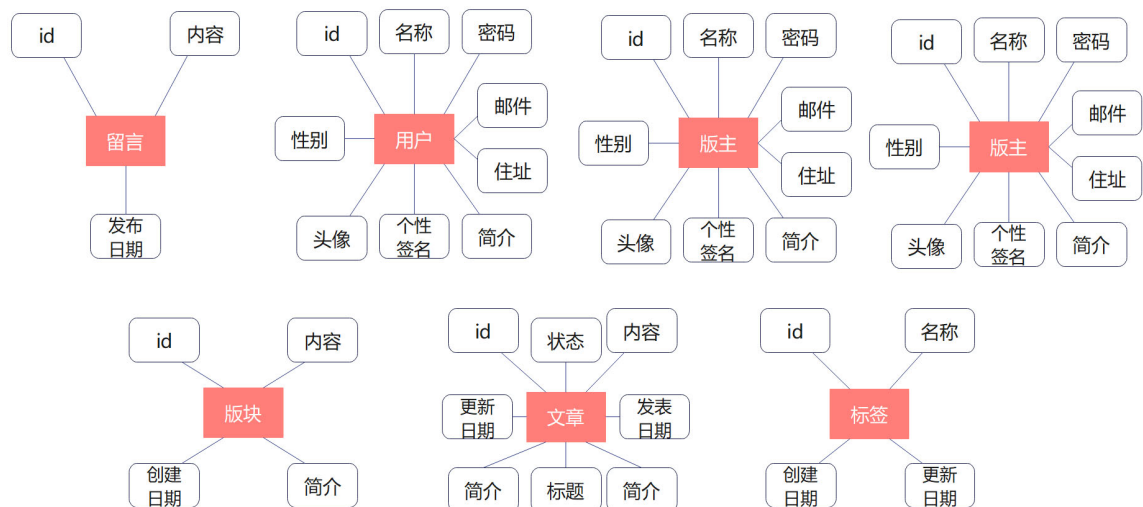 id
内容
留言
发布
日期
id
名称
密码
邮件
性别
用户
住址
头像
个性
签名
简介
id
名称
密码
邮件
性别
版主
住址
头像
个性
签名
简介
id
名称
密码
邮件
性别
版主
住址
头像
个性
签名
简介
id
内容
版块
创建
日期
简介
id
状态
内容
更新
日期
文章
发表
日期
简介
标题
简介
id
名称
标签
创建
日期
更新
日期